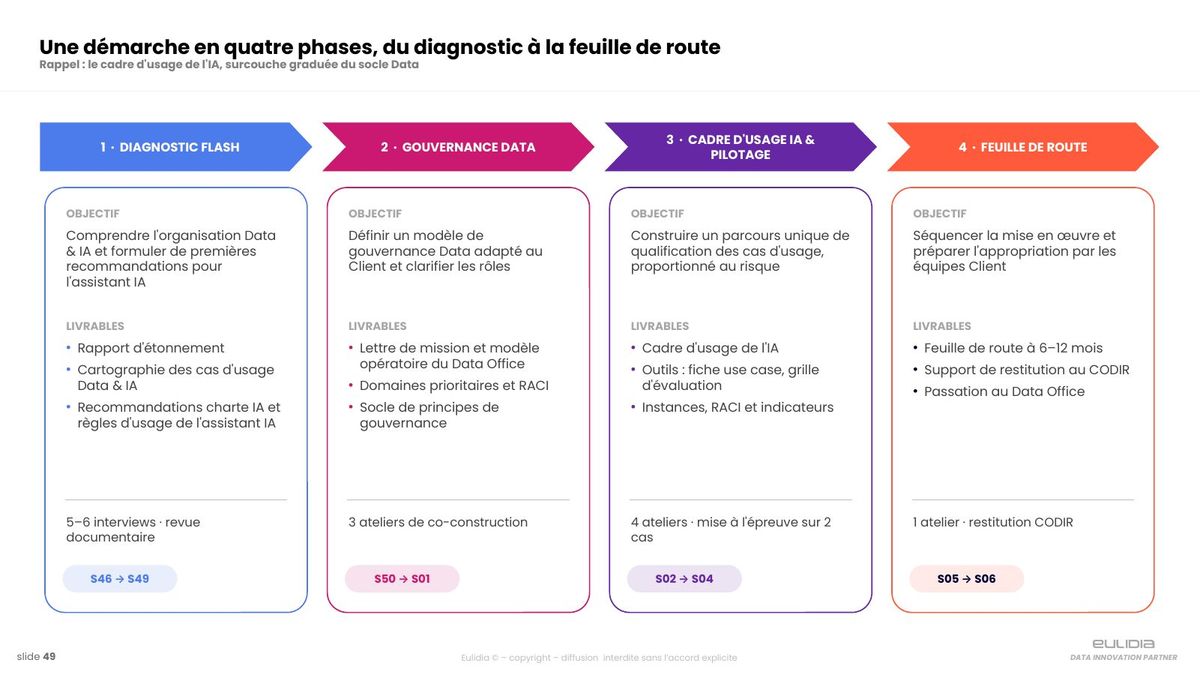 Une démarche en quatre phases, du diagnostic à la feuille de route
Rappel : le cadre d'usage de l'IA, surcouche graduée du socle Data
1 · DIAGNOSTIC FLASH
OBJECTIF
Comprendre l'organisation Data
& IA et formuler de premières
recommandations pour
l'assistant IA
LIVRABLES
• Rapport d'étonnement
• Cartographie des cas d'usage
Data & IA
• Recommandations charte IA et
règles d'usage de l'assistant IA
5–6 interviews · revue
documentaire
S46 → S49
2 · GOUVERNANCE DATA
OBJECTIF
Définir un modèle de
gouvernance Data adapté au
Client et clarifier les rôles
LIVRABLES
• Lettre de mission et modèle
opératoire du Data Office
• Domaines prioritaires et RACI
• Socle de principes de
gouvernance
3 ateliers de co-construction
S50 → S01
3 · CADRE D'USAGE IA &
PILOTAGE
OBJECTIF
Construire un parcours unique de
qualification des cas d'usage,
proportionné au risque
LIVRABLES
• Cadre d'usage de l'IA
• Outils : fiche use case, grille
d'évaluation
• Instances, RACI et indicateurs
4 ateliers · mise à l'épreuve sur 2
cas
S02 → S04
4 · FEUILLE DE ROUTE
OBJECTIF
Séquencer la mise en œuvre et
préparer l'appropriation par les
équipes Client
LIVRABLES
• Feuille de route à 6–12 mois
• Support de restitution au CODIR
• Passation au Data Office
1 atelier · restitution CODIR
S05 → S06
slide 49
Eulidia © – copyright – diffusion interdite sans l'accord explicite
EULIDIA
DATA INNOVATION PARTNER